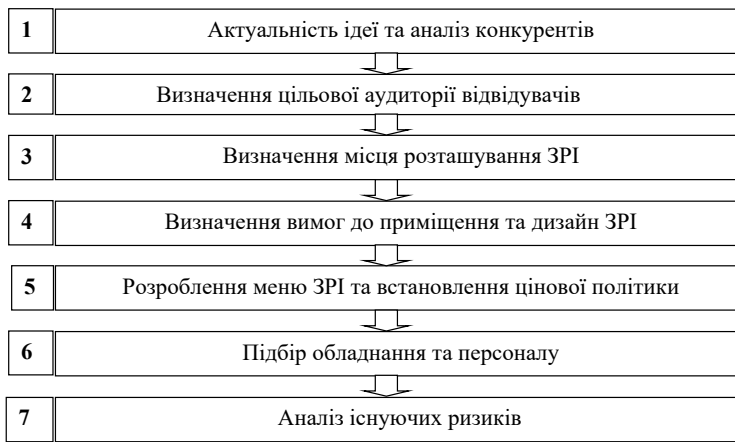 1 Актуальність ідеї та аналіз конкурентів
2 Визначення цільової аудиторії відвідувачів
3 Визначення місця розташування ЗРІ
4 Визначення вимог до приміщення та дизайн ЗРІ
5 Розроблення меню ЗРІ та встановлення цінової політики
6 Підбір обладнання та персоналу
7 Аналіз існуючих ризиків